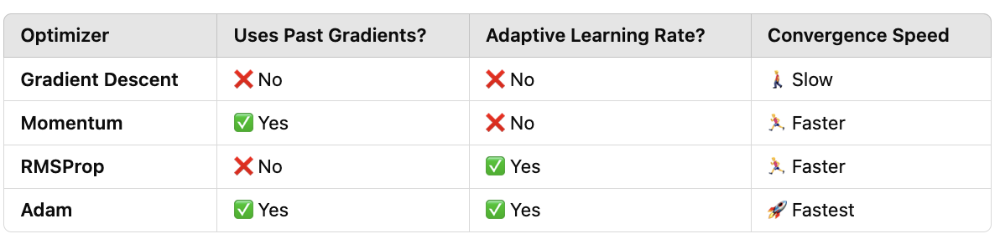 Optimizer Uses Past Gradients? Adaptive Learning Rate? Convergence Speed
Gradient Descent ❌ No ❌ No 🚶 Slow
Momentum ✅ Yes ❌ No 🏃 Faster
RMSProp ❌ No ✅ Yes 🏃 Faster
Adam ✅ Yes ✅ Yes 🚀 Fastest